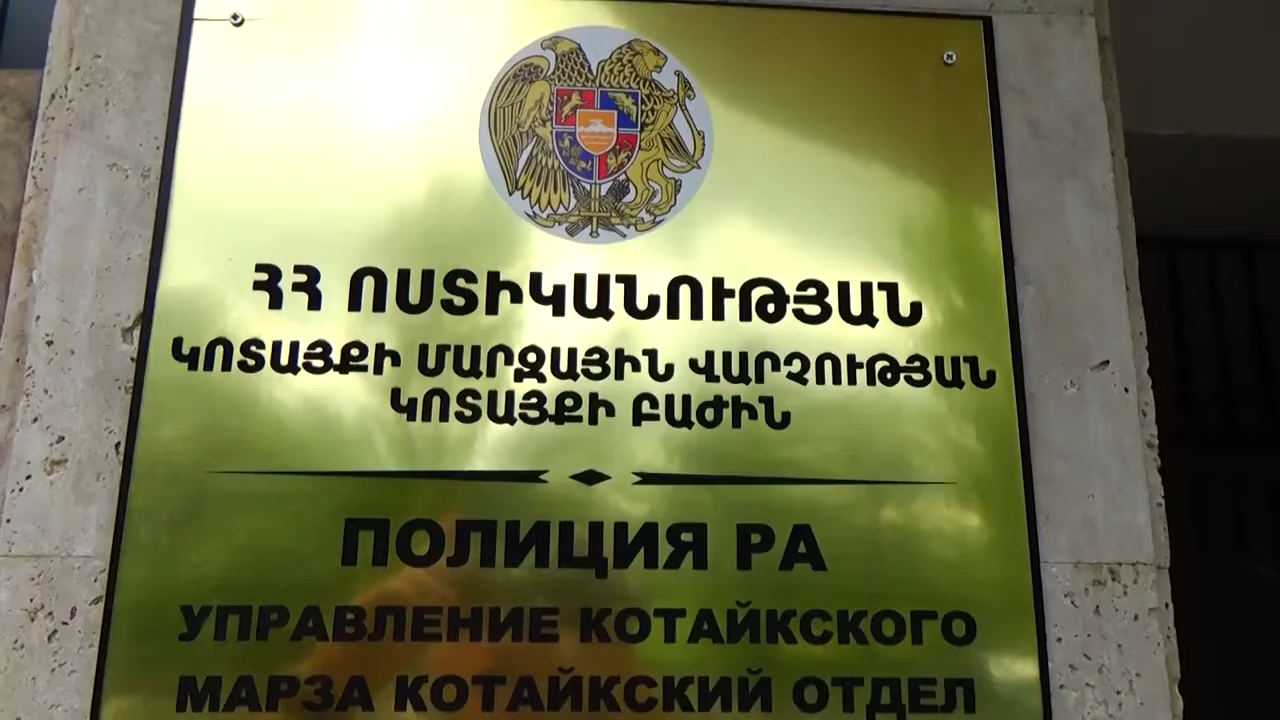 ՀՀ ՈՍՏԻԿԱՆՈՒԹՅԱՆ
ԿՈՏԱՅՔԻ ՄԱՐԶԱՅԻՆ ՎԱՐՉՈՒԹՅԱՆ
ԿՈՏԱՅՔԻ ԲԱԺԻՆ
ПОЛИЦИЯ РА
УПРАВЛЕНИЕ КОТАЙКСКОГО
МАРЗА КОТАЙКСКИЙ ОТДЕЛ